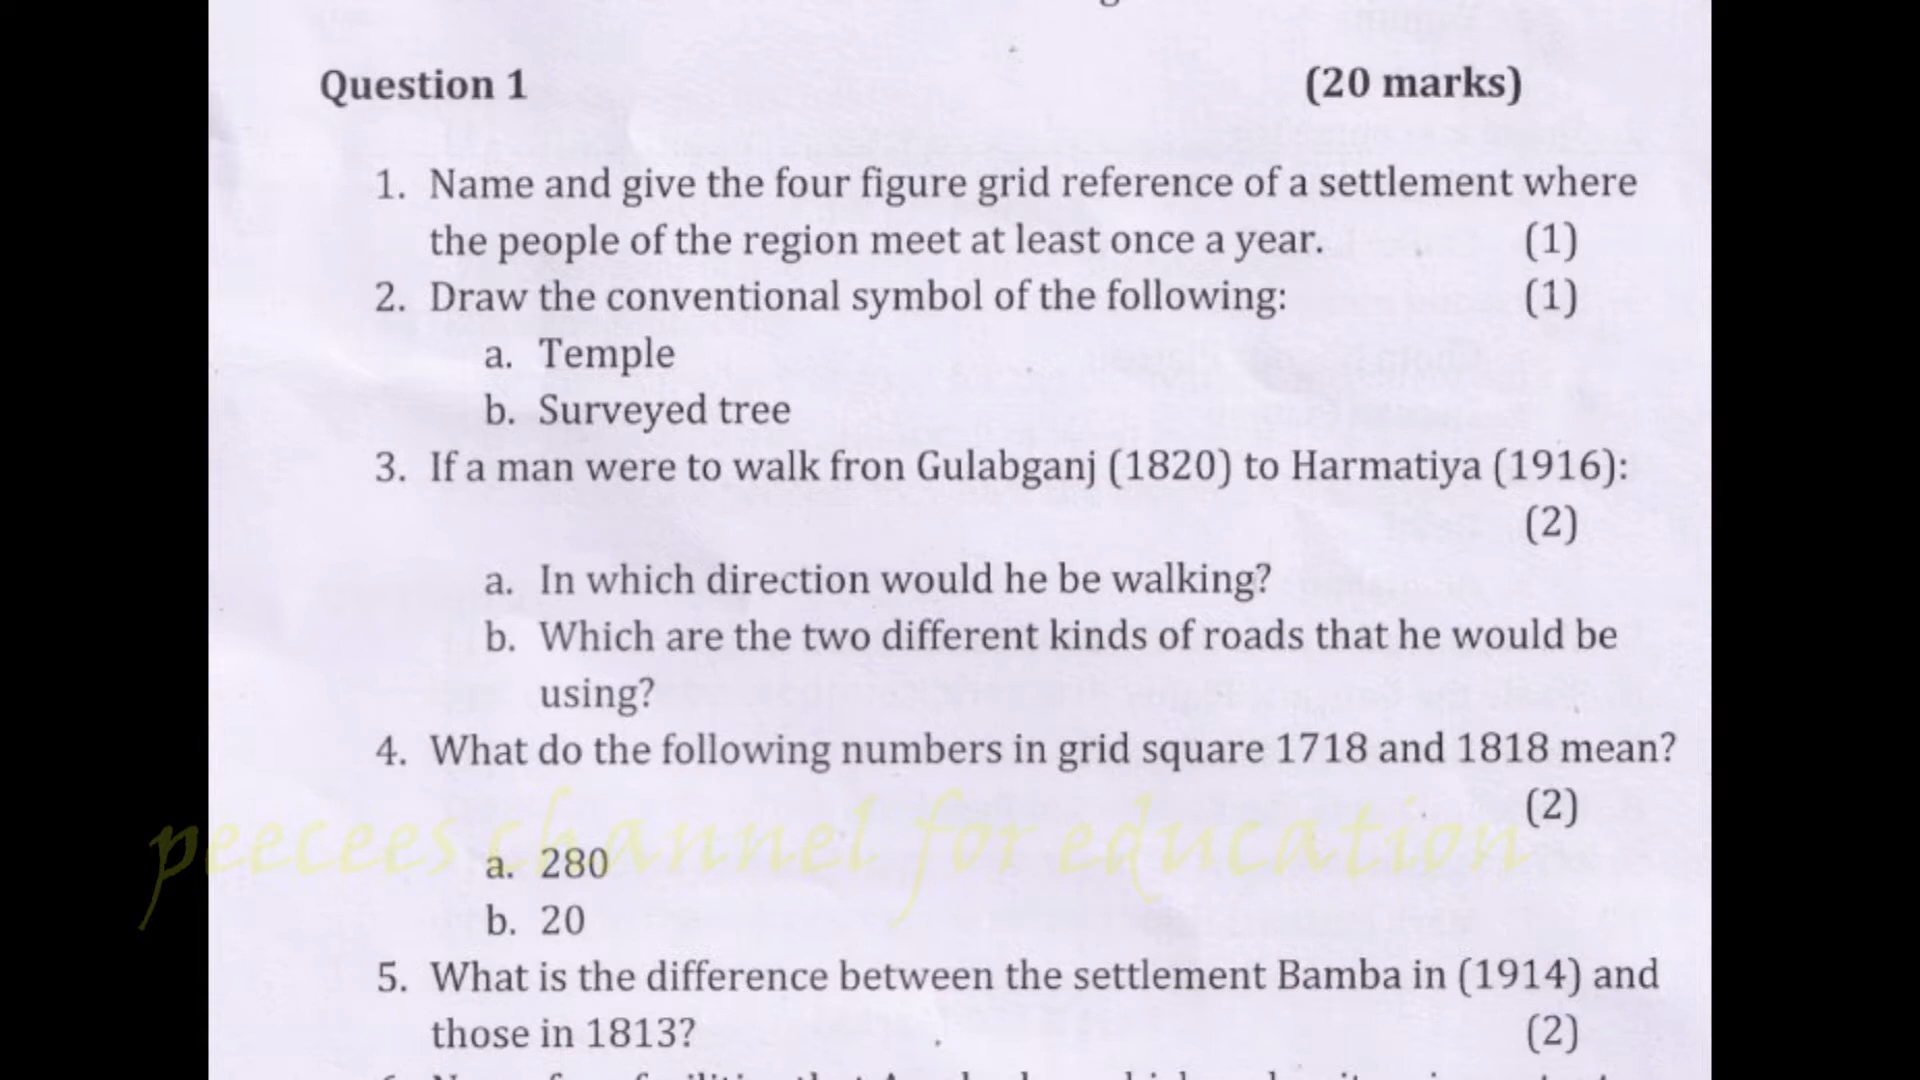 Question 1 (20 marks)
1. Name and give the four figure grid reference of a settlement where
the people of the region meet at least once a year. (1)
2. Draw the conventional symbol of the following: (1)
a. Temple
b. Surveyed tree
3. If a man were to walk fron Gulabganj (1820) to Harmatiya (1916):
(2)
a. In which direction would he be walking?
b. Which are the two different kinds of roads that he would be
using?
4. What do the following numbers in grid square 1718 and 1818 mean?
(2)
peecees channel for education
a. 280
b. 20
5. What is the difference between the settlement Bamba in (1914) and
those in 1813? (2)